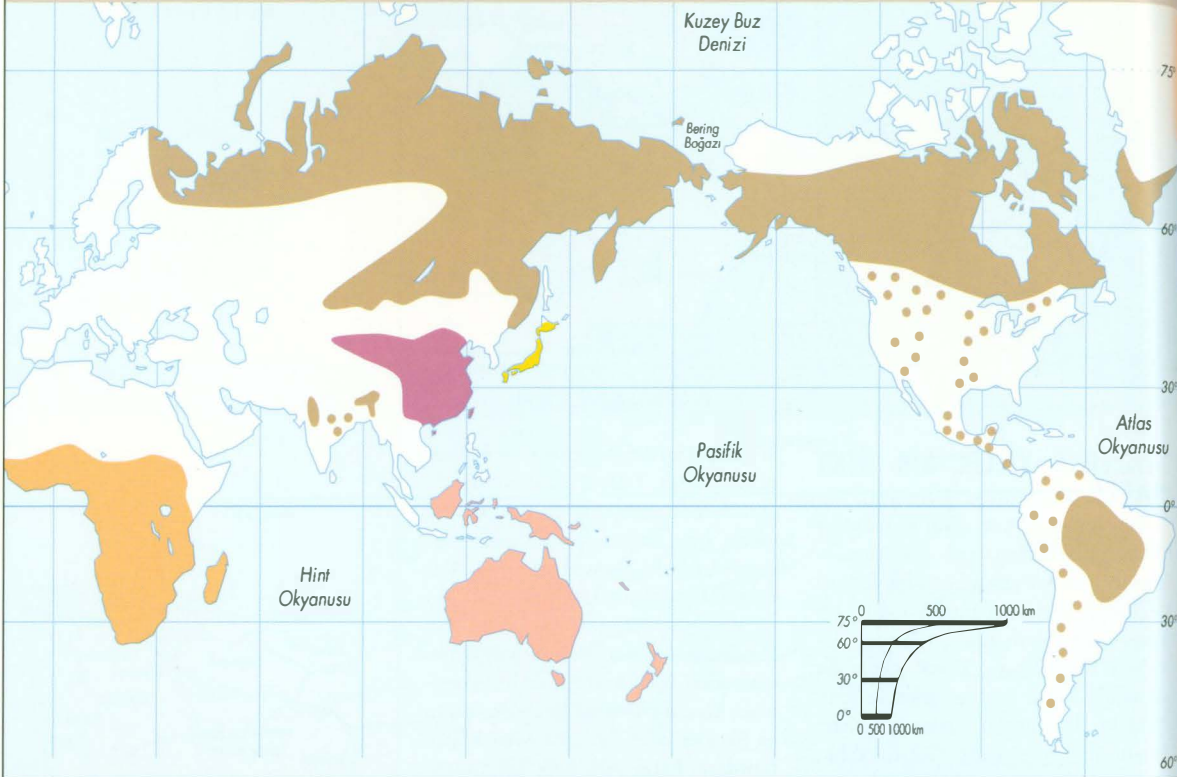 Kuzey Buz
Denizi
75°
Bering
Boğazı
60°
30°
Atlas
Okyanusu
Pasifik
Okyanusu
0°
Hint
Okyanusu
0 500 1000 km
75°
60°
30°
30°
0°
0 500 1000 km
60°